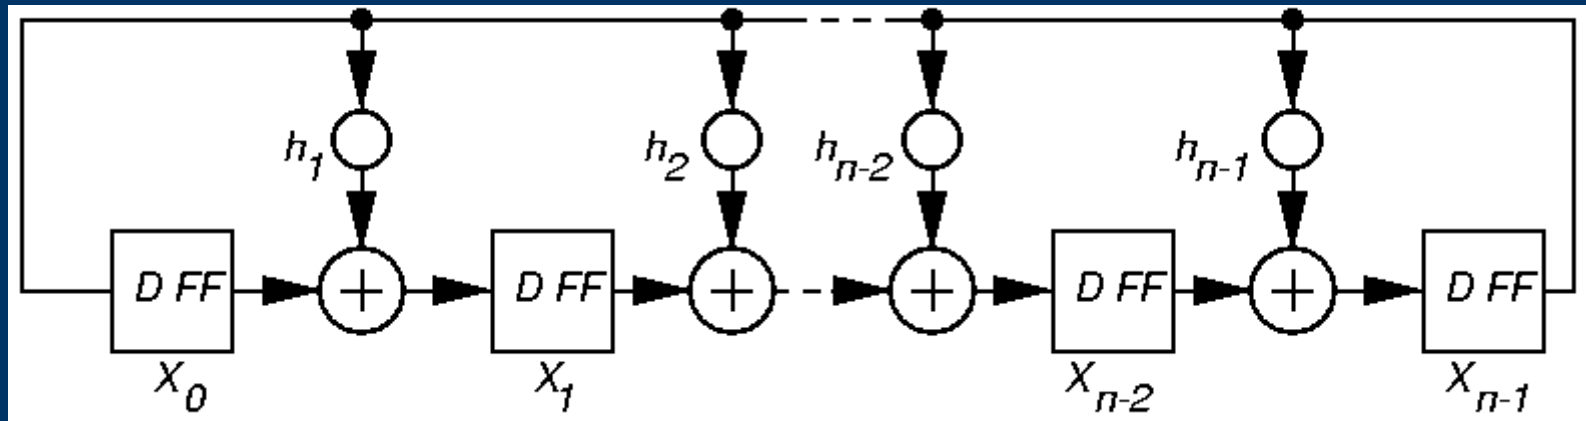 h1 h2 hn-2 hn-1
D FF + D FF + + D FF + D FF
X0 X1 Xn-2 Xn-1